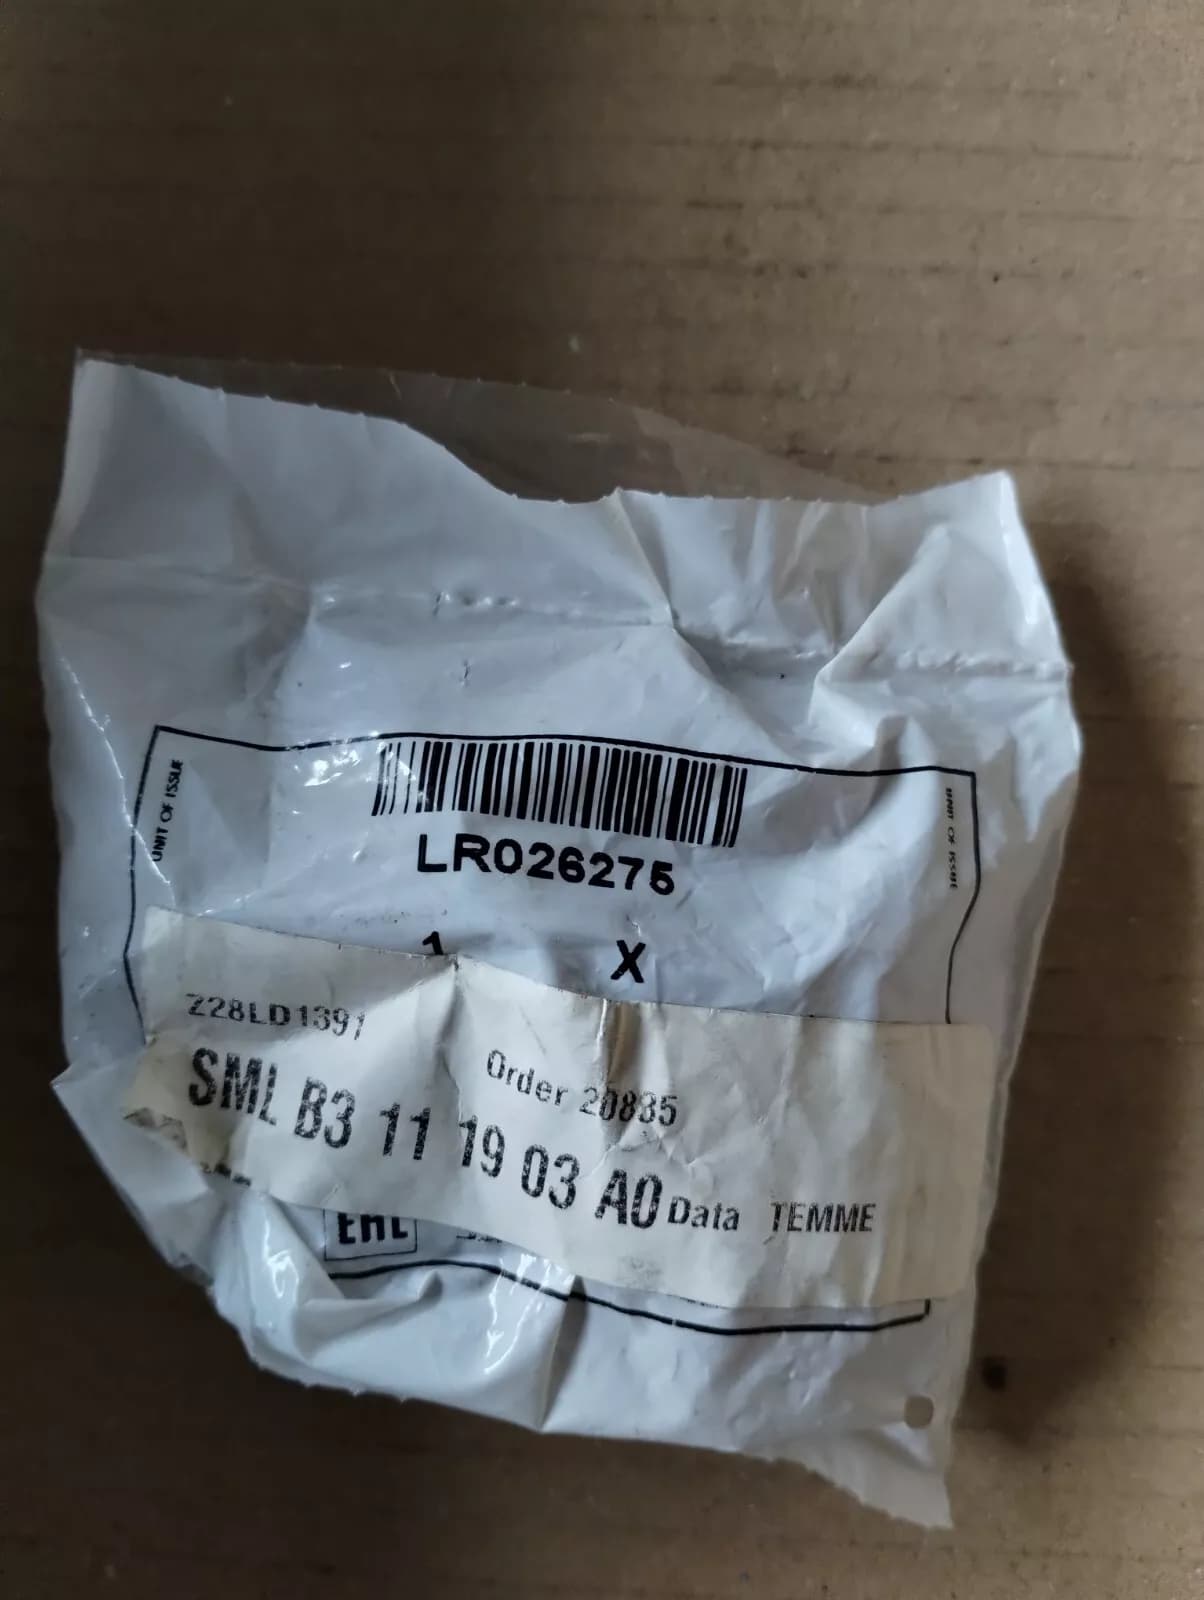 UNIT OF ISSUE
UNIT OF ISSUE
LR026275
1 X
Z28LD1391
Order 20835
SML B3 11 19 03 A0 Data TEMME
EAC